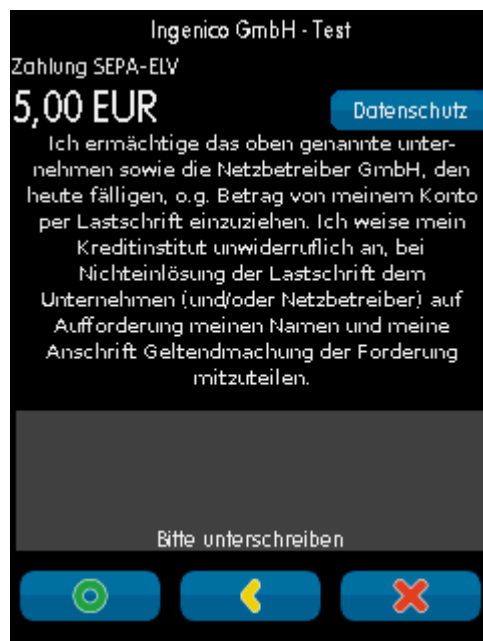 Ingenico GmbH - Test
Zahlung SEPA-ELV
5,00 EUR
Datenschutz
Ich ermächtige das oben genannte unter-
nehmen sowie die Netzbetreiber GmbH, den
heute fälligen, o.g. Betrag von meinem Konto
per Lastschrift einzuziehen. Ich weise mein
Kreditinstitut unwiderruflich an, bei
Nichteinlösung der Lastschrift dem
Unternehmen (und/oder Netzbetreiber) auf
Aufforderung meinen Namen und meine
Anschrift Geltendmachung der Forderung
mitzuteilen.
Bitte unterschreiben